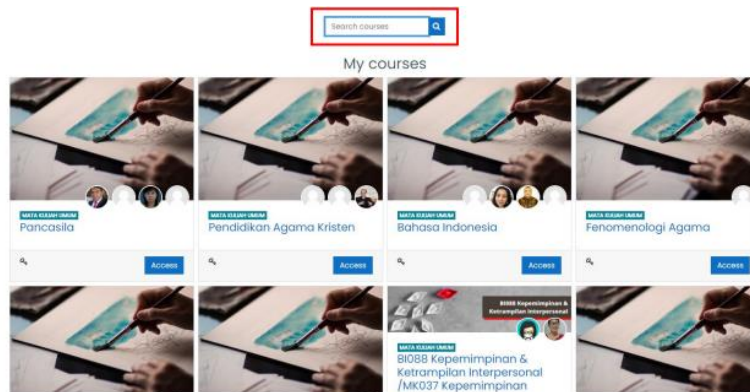 Search courses
My courses
MATA KULIAH UMUM
Pancasila
Access
MATA KULIAH UMUM
Pendidikan Agama Kristen
Access
MATA KULIAH UMUM
Bahasa Indonesia
Access
MATA KULIAH UMUM
Fenomenologi Agama
Access
BI088 Kepemimpinan &
Ketrampilan Interpersonal
MATA KULIAH UMUM
BI088 Kepemimpinan &
Ketrampilan Interpersonal
/MK037 Kepemimpinan